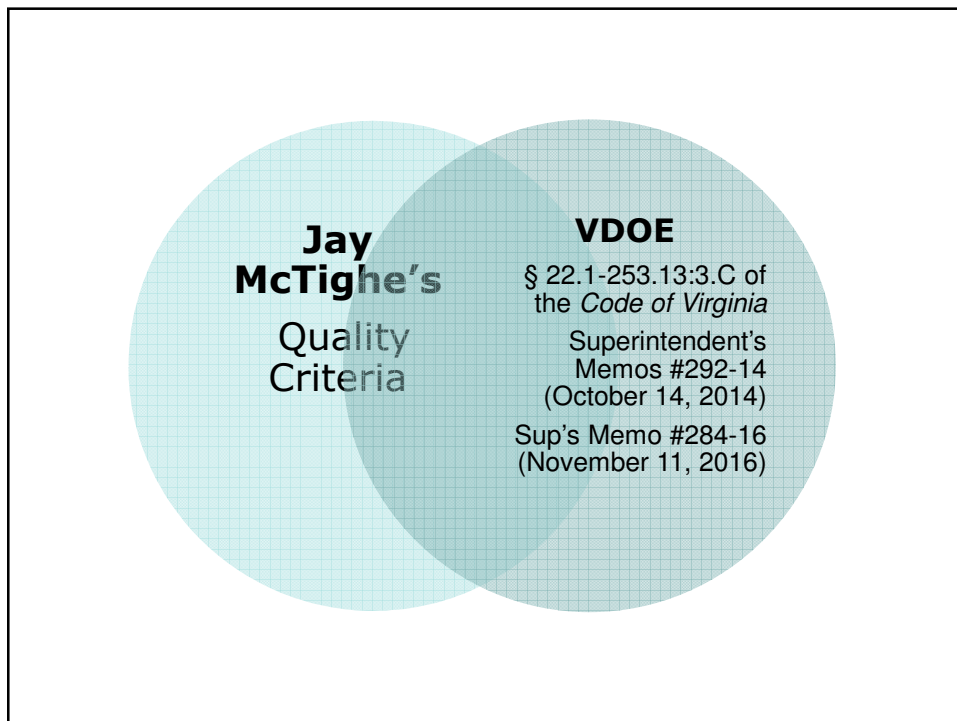 Jay
McTighe’s
Quality
Criteria
VDOE
§ 22.1-253.13:3.C of
the Code of Virginia
Superintendent’s
Memos #292-14
(October 14, 2014)
Sup’s Memo #284-16
(November 11, 2016)